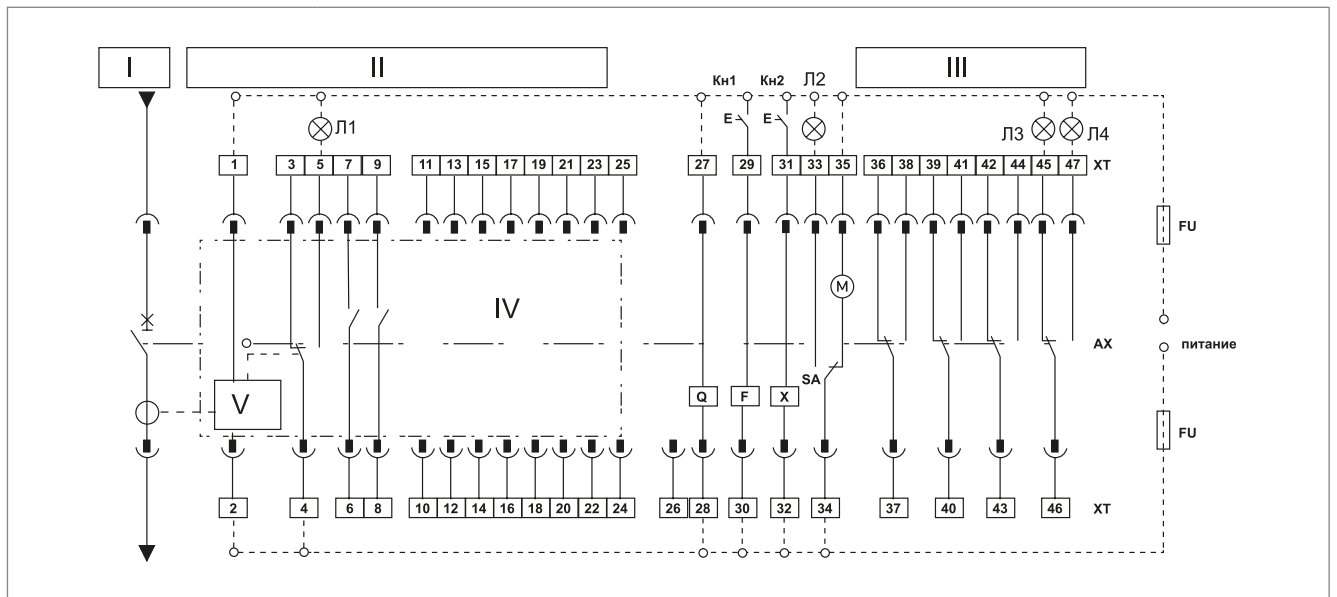 I II III
Кн1 Кн2 Л2
Л1 E E Л3 Л4
1 3 5 7 9 11 13 15 17 19 21 23 25 27 29 31 33 35 36 38 39 41 42 44 45 47 XT
FU
IV
M
AX питание
SA
V Q F X
FU
2 4 6 8 10 12 14 16 18 20 22 24 26 28 30 32 34 37 40 43 46 XT